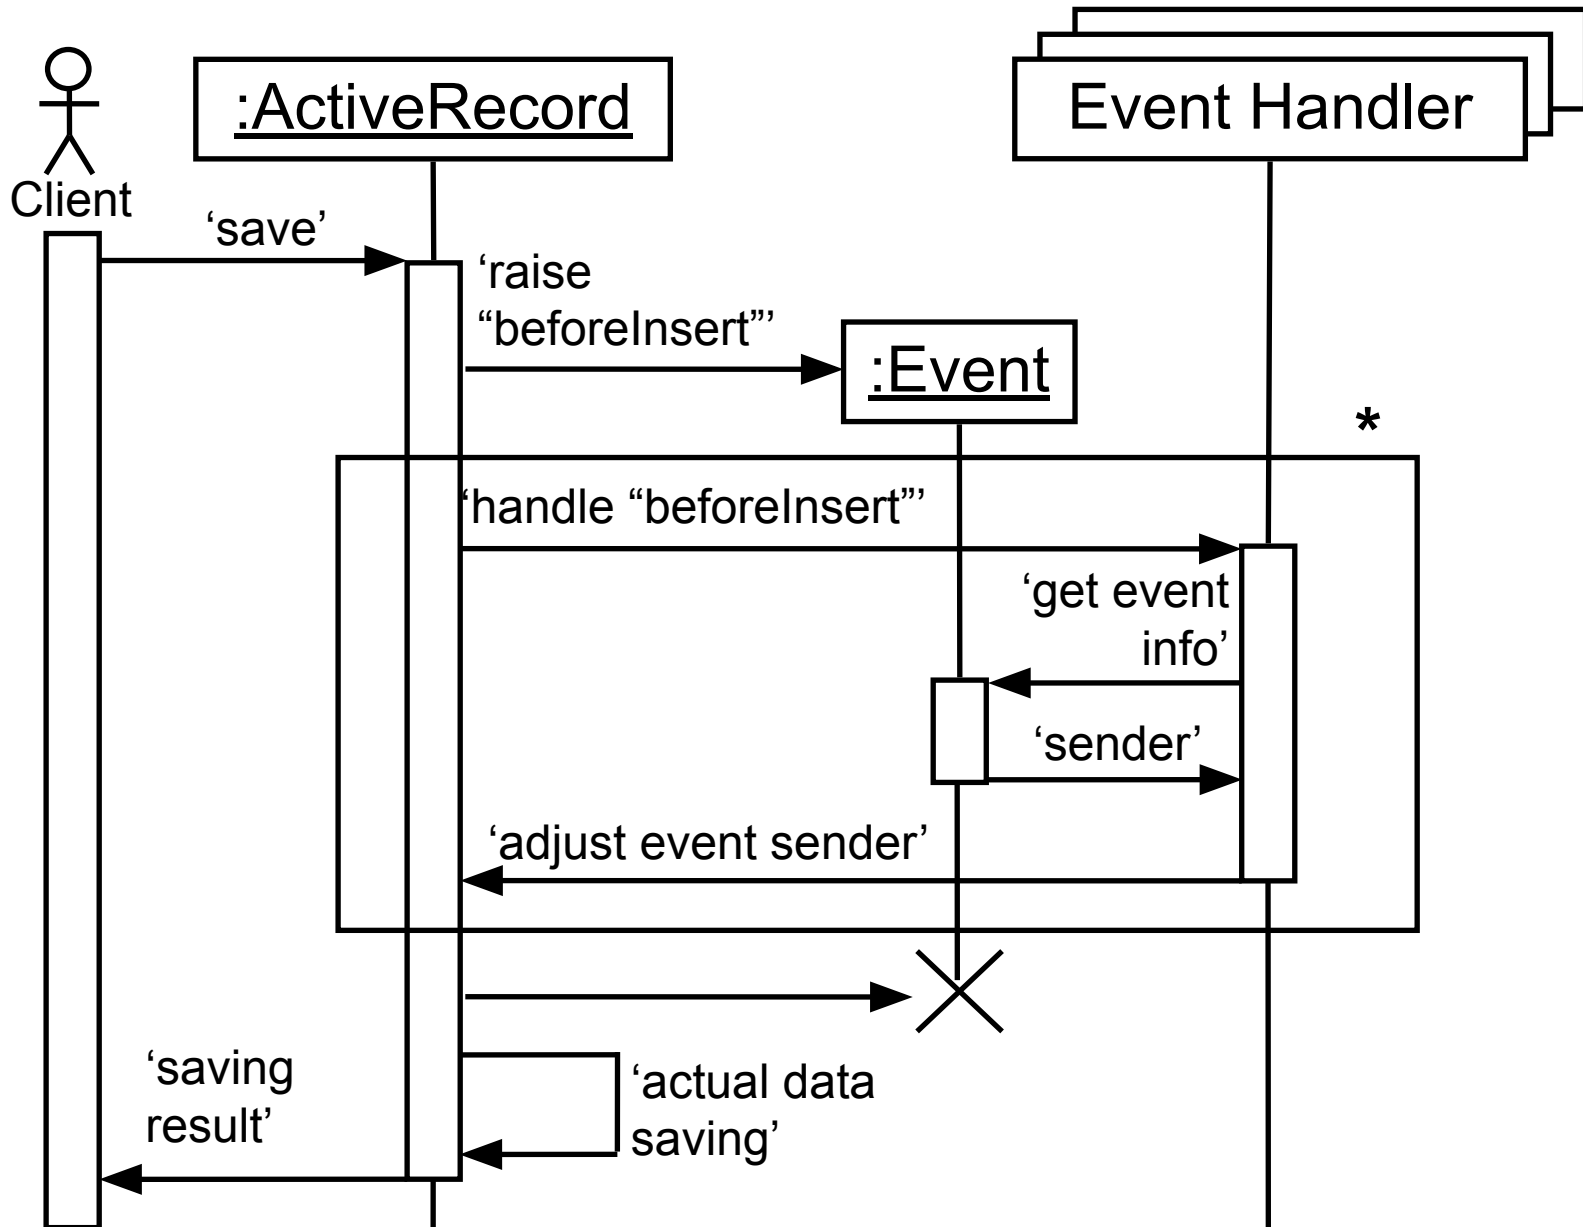 :ActiveRecord
Event Handler
Client
‘save’
‘raise
“beforeInsert”’
:Event
*
‘handle “beforeInsert”’
‘get event
info’
‘sender’
‘adjust event sender’
‘saving
result’
‘actual data
saving’